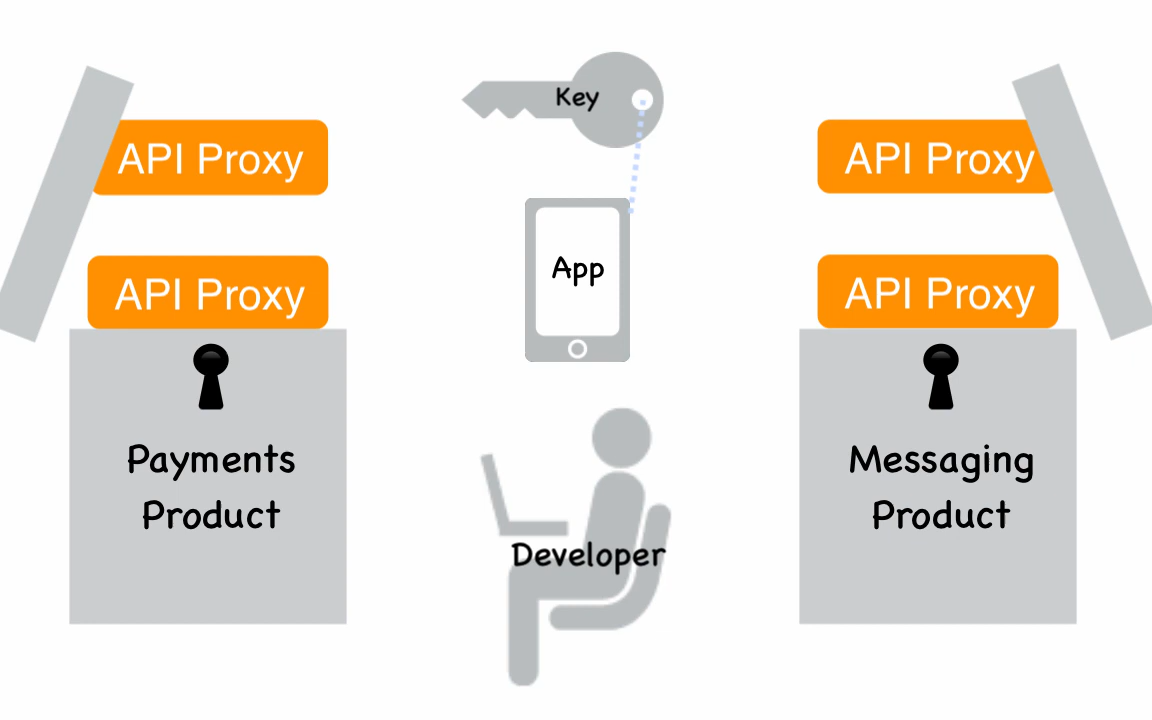 Key
API Proxy
API Proxy
App
API Proxy
API Proxy
Payments
Product
Messaging
Product
Developer